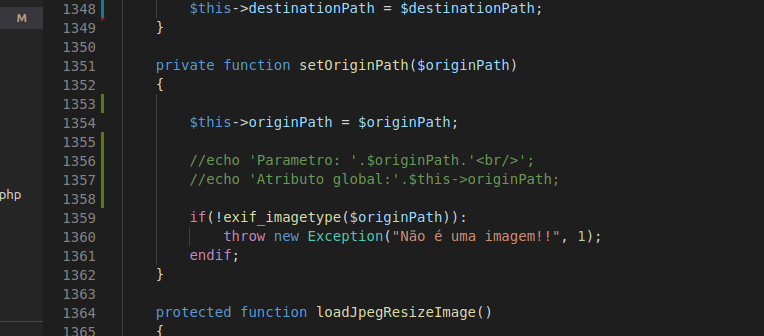 M
php
1348 $this->destinationPath = $destinationPath;
1349 }
1350
1351 private function setOriginPath($originPath)
1352 {
1353
1354 $this->originPath = $originPath;
1355
1356 //echo 'Parametro: '.$originPath.'<br/>';
1357 //echo 'Atributo global:'.$this->originPath;
1358
1359 if(!exif_imagetype($originPath)):
1360 throw new Exception("Não é uma imagem!!", 1);
1361 endif;
1362 }
1363
1364 protected function loadJpegResizeImage()
1365 {